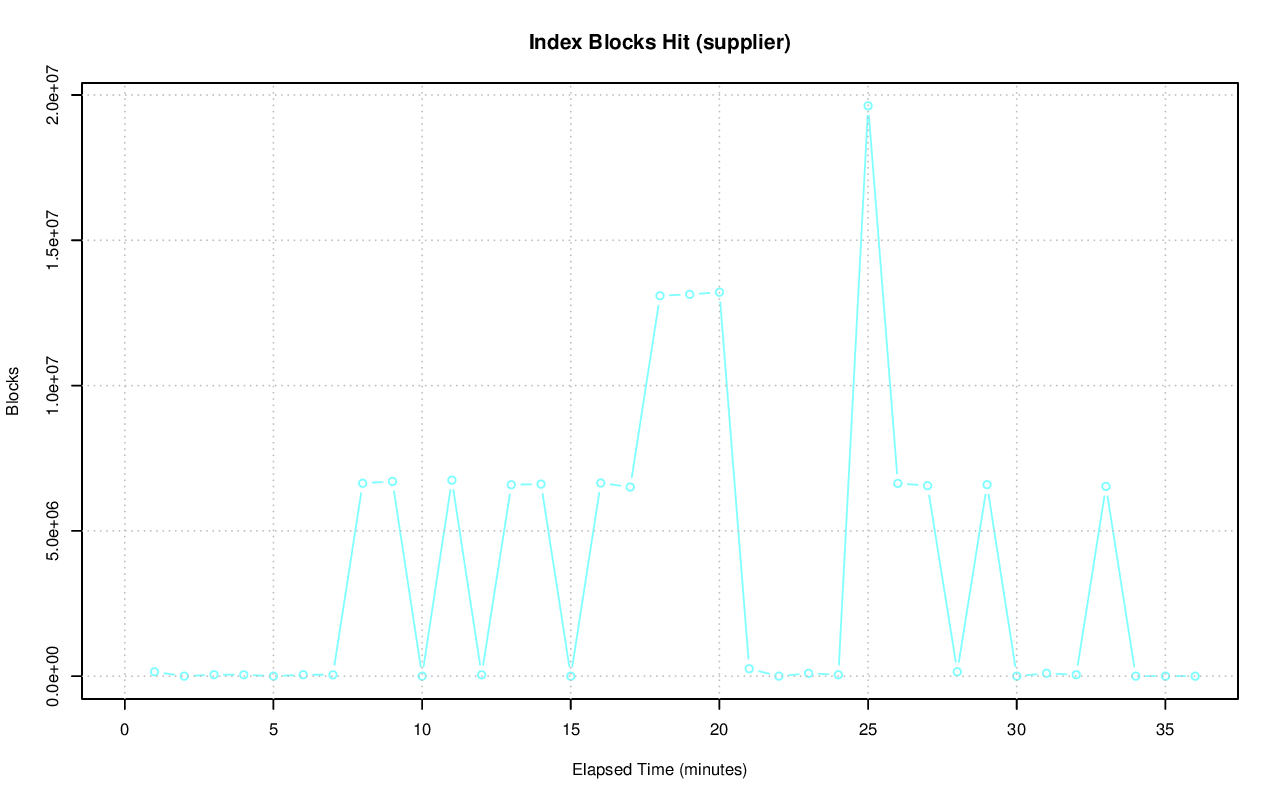 Index Blocks Hit (supplier)
2.0e+07
1.5e+07
1.0e+07
5.0e+06
0.0e+00
Blocks
0 5 10 15 20 25 30 35
Elapsed Time (minutes)